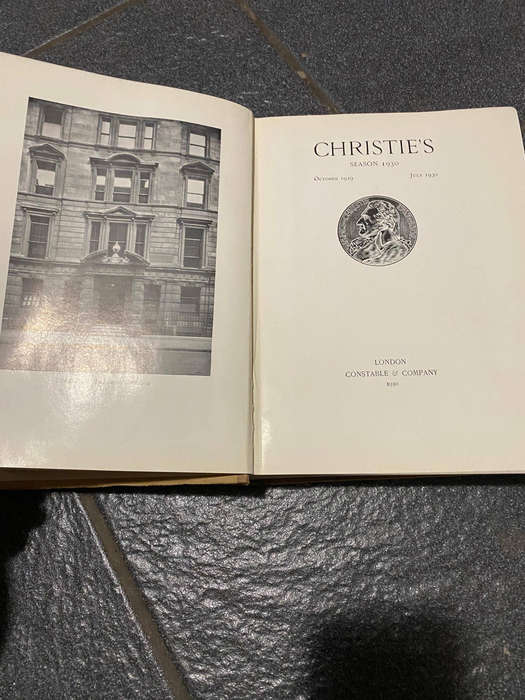 CHRISTIE'S
SEASON 1930
OCTOBER 1929 JULY 1930
LONDON
CONSTABLE & COMPANY
1930